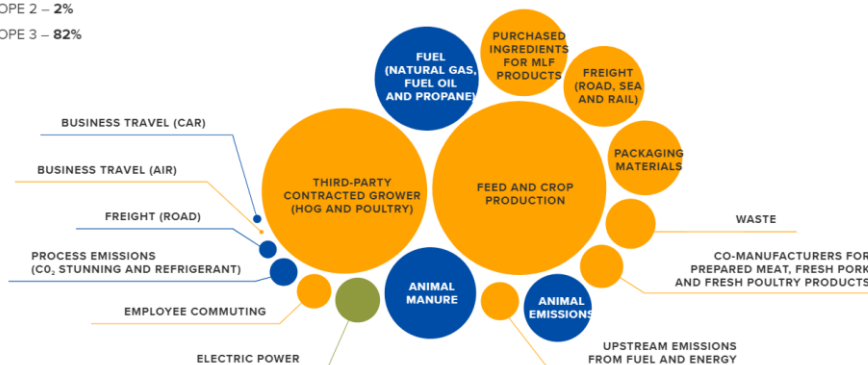 OPE 2 – 2%
OPE 3 – 82%
FUEL
(NATURAL GAS,
FUEL OIL
AND PROPANE)
PURCHASED
INGREDIENTS
FOR MLF
PRODUCTS
FREIGHT
(ROAD, SEA
AND RAIL)
PACKAGING
MATERIALS
BUSINESS TRAVEL (CAR)
BUSINESS TRAVEL (AIR)
THIRD-PARTY
CONTRACTED GROWER
(HOG AND POULTRY)
FEED AND CROP
PRODUCTION
FREIGHT (ROAD)
WASTE
PROCESS EMISSIONS
(C0₂ STUNNING AND REFRIGERANT)
CO-MANUFACTURERS FOR
PREPARED MEAT, FRESH PORK
AND FRESH POULTRY PRODUCTS
ANIMAL
MANURE
ANIMAL
EMISSIONS
EMPLOYEE COMMUTING
UPSTREAM EMISSIONS
FROM FUEL AND ENERGY
ELECTRIC POWER